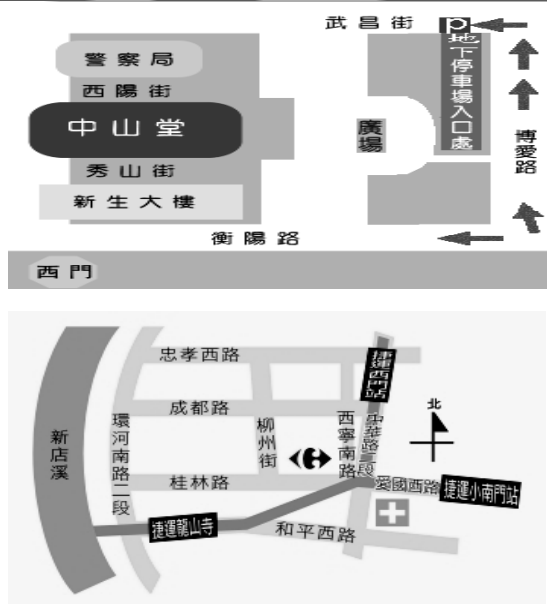 武昌街 P
地下停車場入口處
警察局
西陽街
中山堂
廣場
博愛路
秀山街
新生大樓
衡陽路
西門
忠孝西路
捷運西門站
成都路
柳州街
西寧南路
中華路一段
北
新店溪
環河南路二段
桂林路
愛國西路
捷運小南門站
捷運龍山寺
和平西路